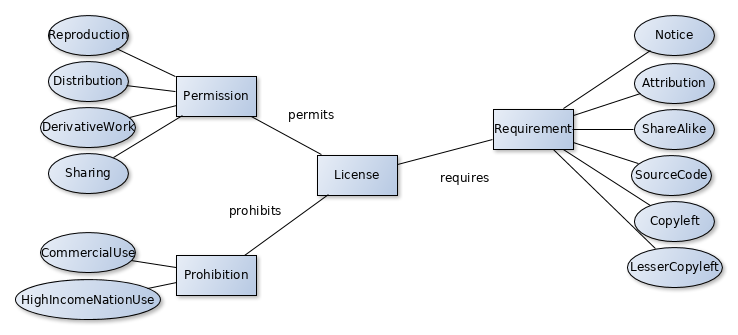 Reproduction
Distribution
DerivativeWork
Sharing
Permission
permits
License
prohibits
CommercialUse
HighIncomeNationUse
Prohibition
requires
Requirement
Notice
Attribution
ShareAlike
SourceCode
Copyleft
LesserCopyleft